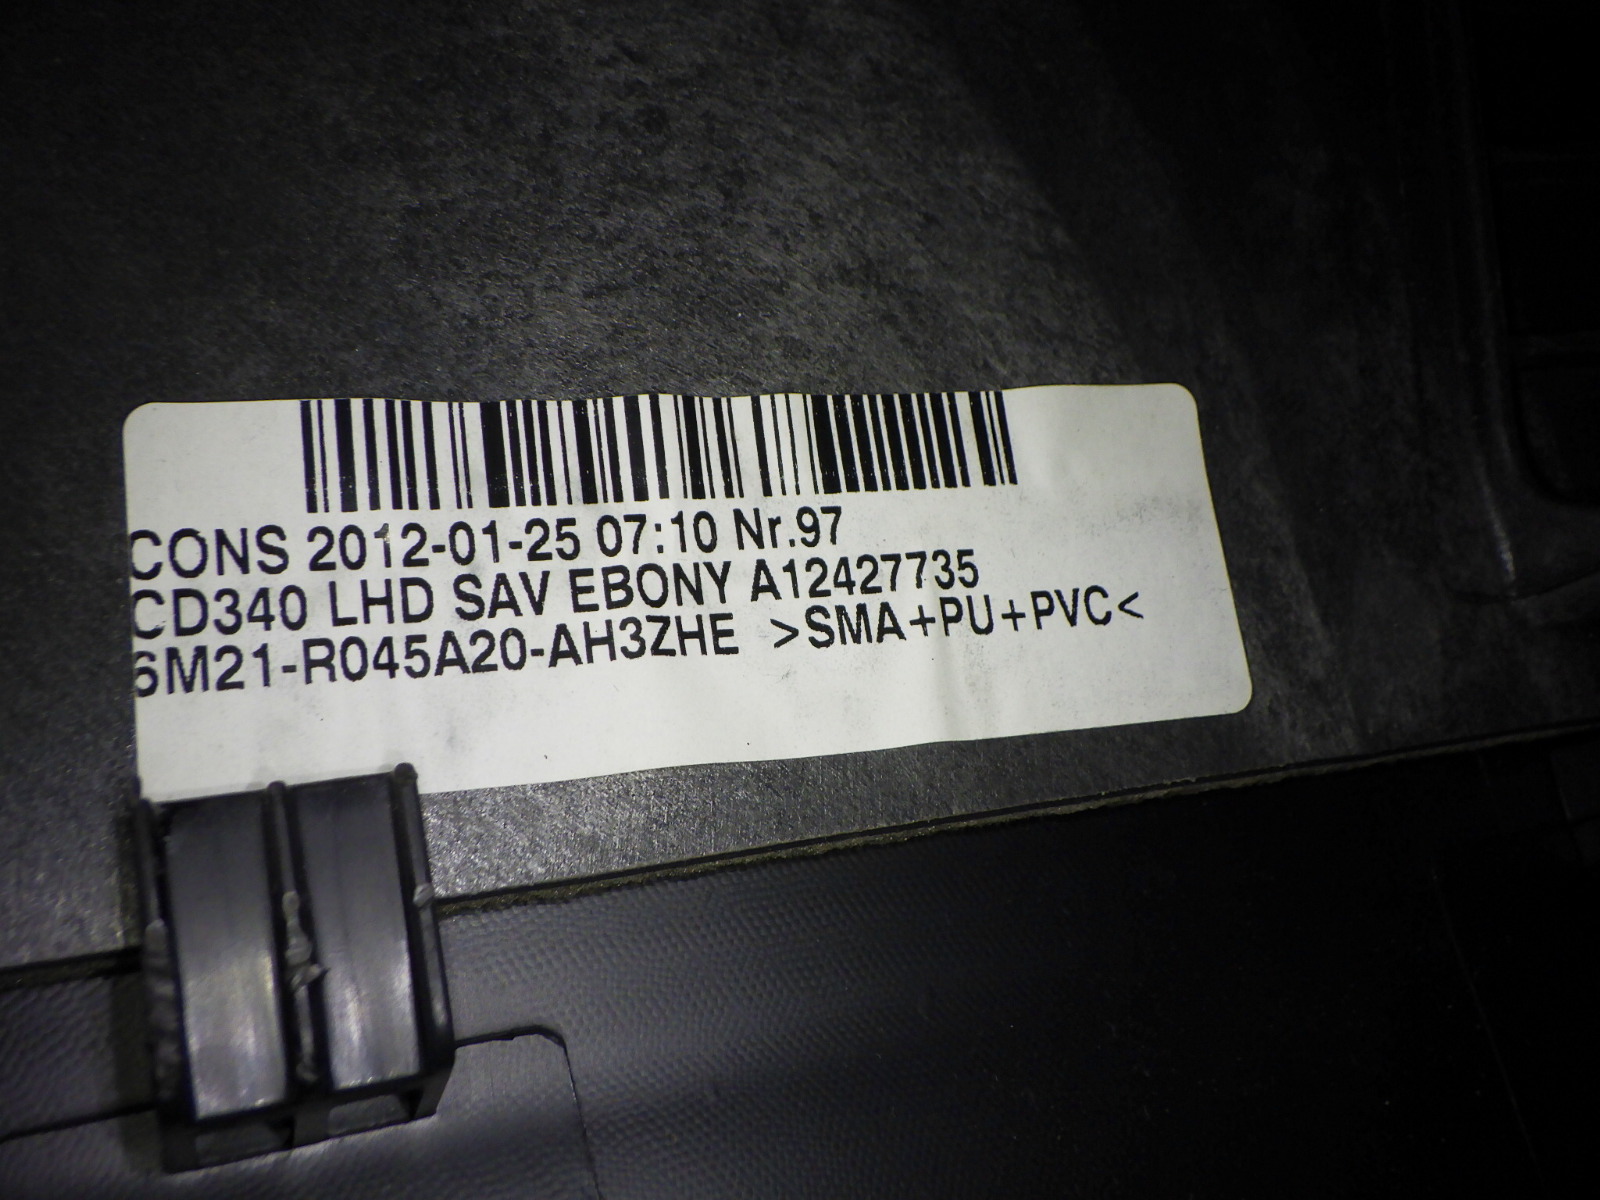 CONS 2012-01-25 07:10 Nr.97
CD340 LHD SAV EBONY A12427735
6M21-R045A20-AH3ZHE >SMA+PU+PVC<